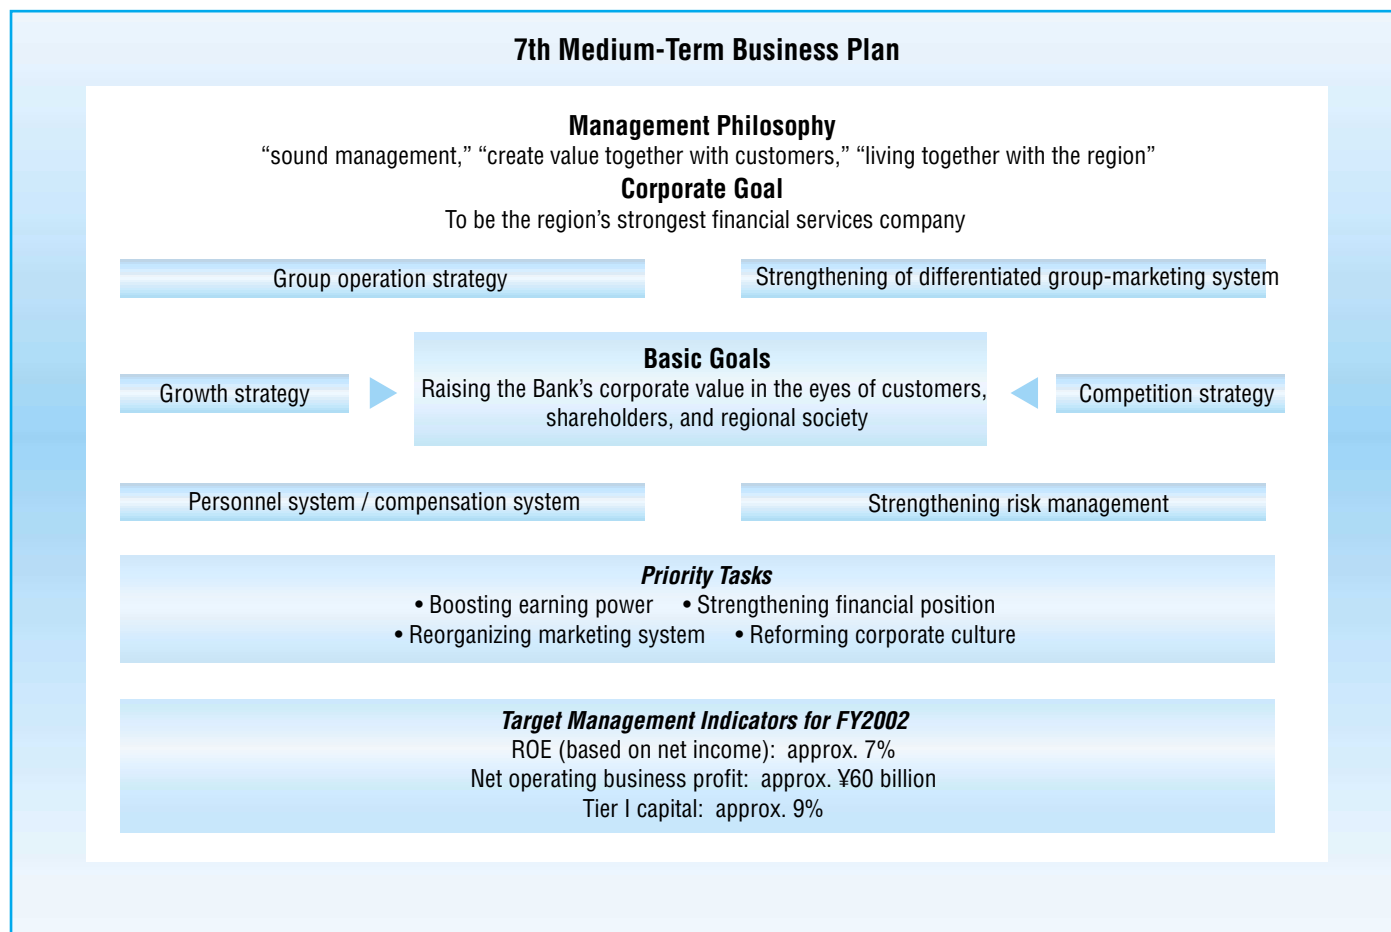 7th Medium-Term Business Plan
Management Philosophy
“sound management,” “create value together with customers,” “living together with the region”
Corporate Goal
To be the region’s strongest financial services company
Group operation strategy
Strengthening of differentiated group-marketing system
Growth strategy
Basic Goals
Raising the Bank’s corporate value in the eyes of customers,
shareholders, and regional society
Competition strategy
Personnel system / compensation system
Strengthening risk management
Priority Tasks
• Boosting earning power • Strengthening financial position
• Reorganizing marketing system • Reforming corporate culture
Target Management Indicators for FY2002
ROE (based on net income): approx. 7%
Net operating business profit: approx. ¥60 billion
Tier I capital: approx. 9%